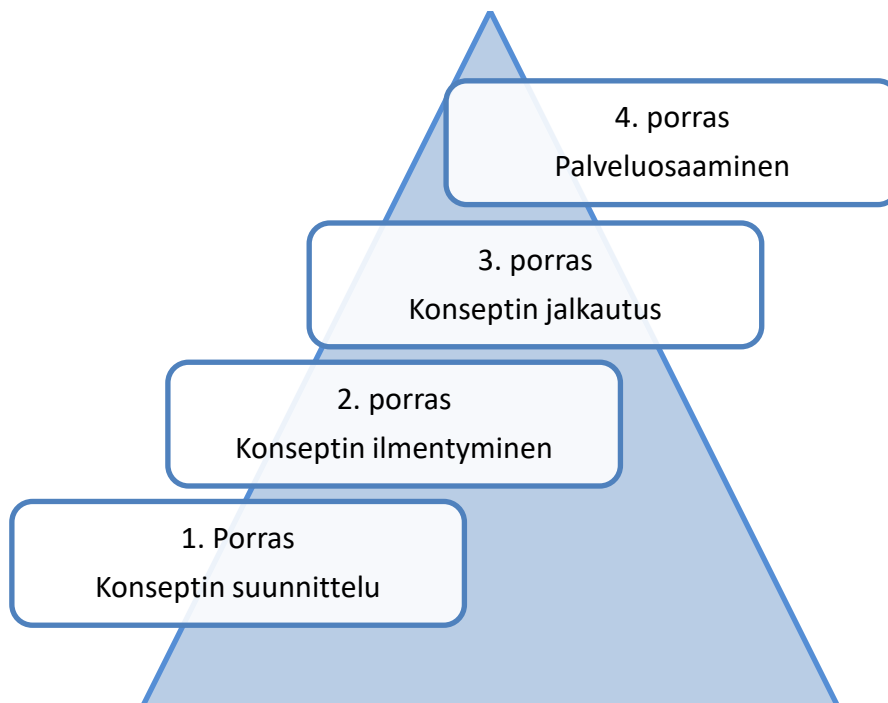 4. porras
Palveluosaaminen
3. porras
Konseptin jalkautus
2. porras
Konseptin ilmentyminen
1. Porras
Konseptin suunnittelu